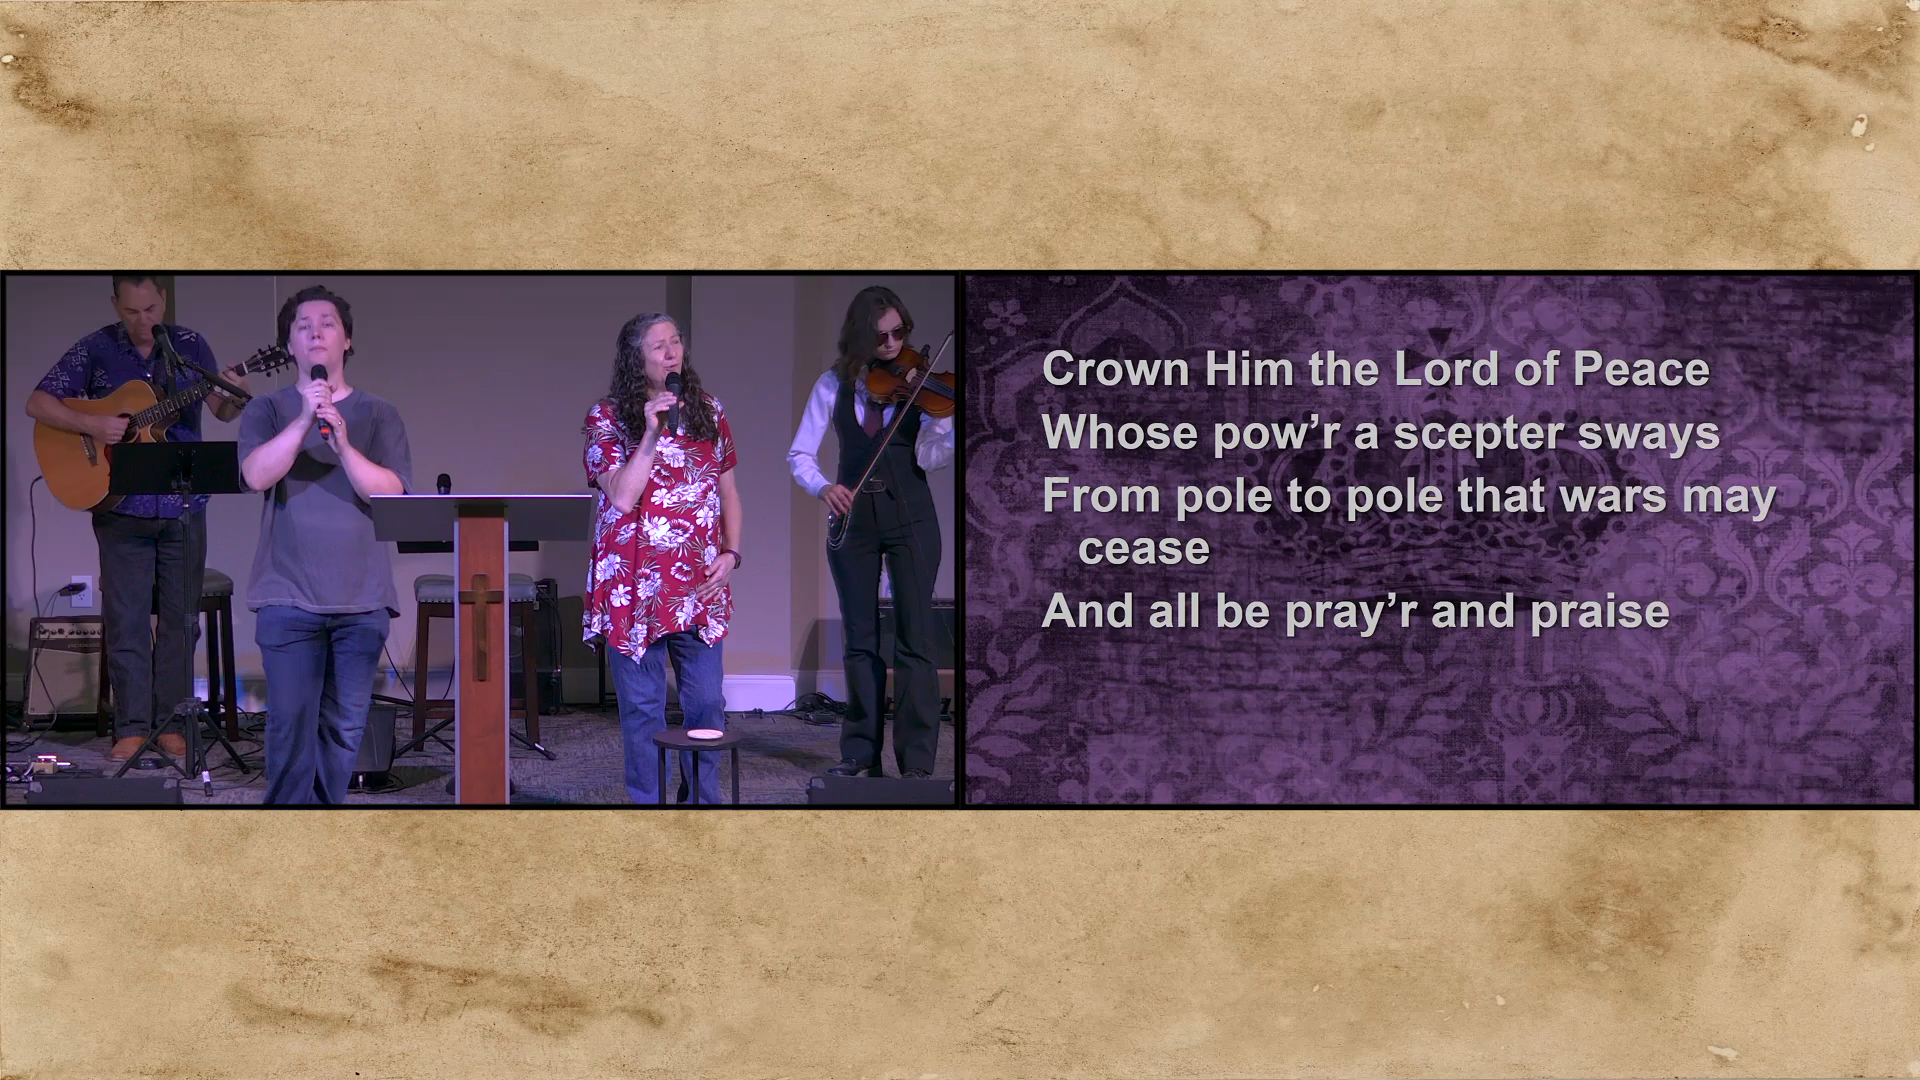 Crown Him the Lord of Peace
Whose pow’r a scepter sways
From pole to pole that wars may
cease
And all be pray’r and praise